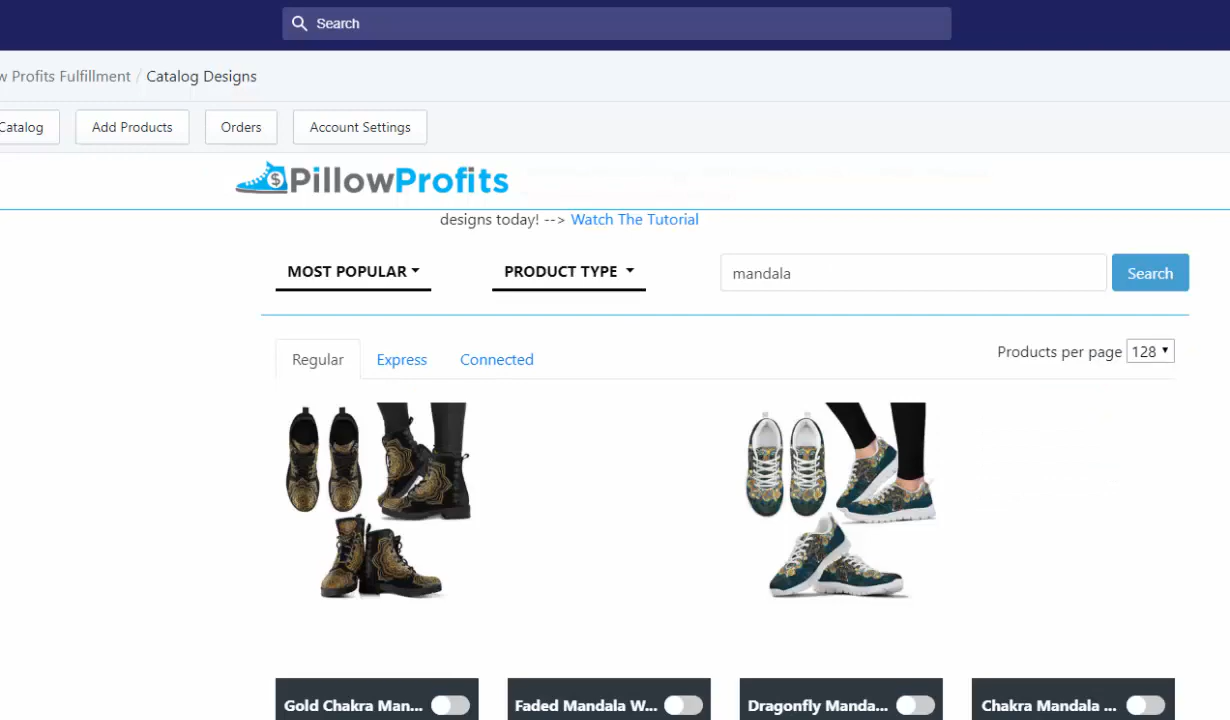 Search
w Profits Fulfillment / Catalog Designs
Catalog
Add Products
Orders
Account Settings
PillowProfits
designs today! --> Watch The Tutorial
MOST POPULAR
PRODUCT TYPE
mandala
Search
Regular
Express
Connected
Products per page 128
Gold Chakra Man...
Faded Mandala W...
Dragonfly Manda...
Chakra Mandala ...